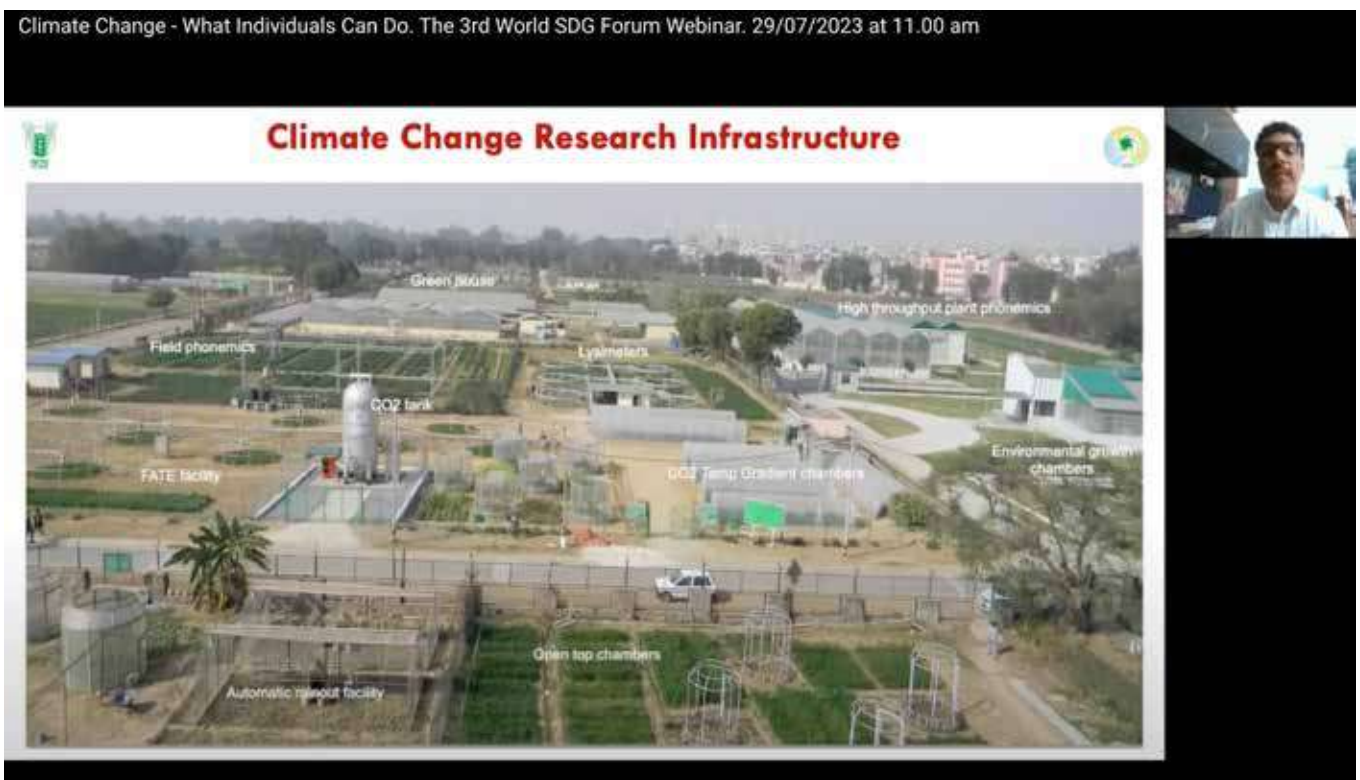 Climate Change - What Individuals Can Do. The 3rd World SDG Forum Webinar. 29/07/2023 at 11.00 am
Climate Change Research Infrastructure
Green house
High throughput plant phonemics
Field phonemics
Lysimeters
CO2 tank
Environmental growth
chambers
FATE facility
CO2 Temp Gradient chambers
Open top chambers
Automatic rainout facility